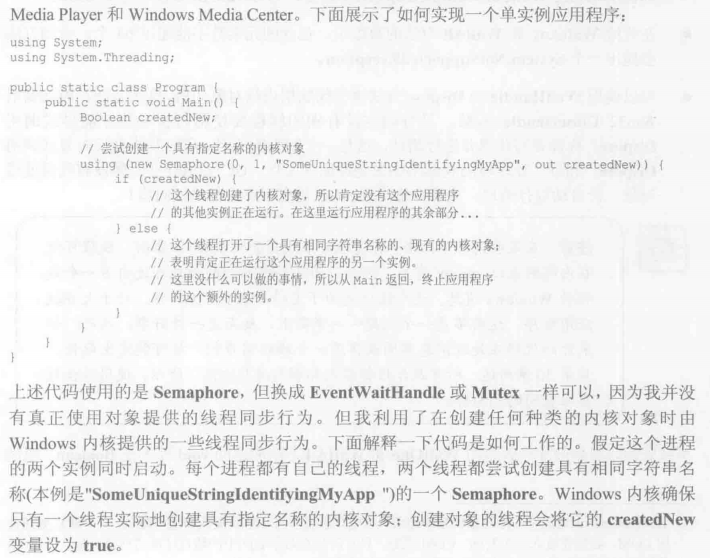 Media Player 和 Windows Media Center。下面展示了如何实现一个单实例应用程序：
using System;
using System.Threading;
public static class Program {
public static void Main() {
Boolean createdNew;
// 尝试创建一个具有指定名称的内核对象
using (new Semaphore(0, 1, "SomeUniqueStringIdentifyingMyApp", out createdNew)) {
if (createdNew) {
// 这个线程创建了内核对象，所以肯定没有这个应用程序
// 的其他实例正在运行。在这里运行应用程序的其余部分...
} else {
// 这个线程打开了一个具有相同字符串名称的、现有的内核对象；
// 表明肯定正在运行这个应用程序的另一个实例。
// 这里没什么可以做的事情，所以从 Main 返回，终止应用程序
// 的这个额外的实例。
}
}
}
}
上述代码使用的是 Semaphore，但换成 EventWaitHandle 或 Mutex 一样可以，因为我并没
有真正使用对象提供的线程同步行为。但我利用了在创建任何种类的内核对象时由
Windows 内核提供的一些线程同步行为。下面解释一下代码是如何工作的。假定这个进程
的两个实例同时启动。每个进程都有自己的线程，两个线程都尝试创建具有相同字符串名
称(本例是"SomeUniqueStringIdentifyingMyApp ")的一个 Semaphore。Windows 内核确保
只有一个线程实际地创建具有指定名称的内核对象；创建对象的线程会将它的 createdNew
变量设为 true。